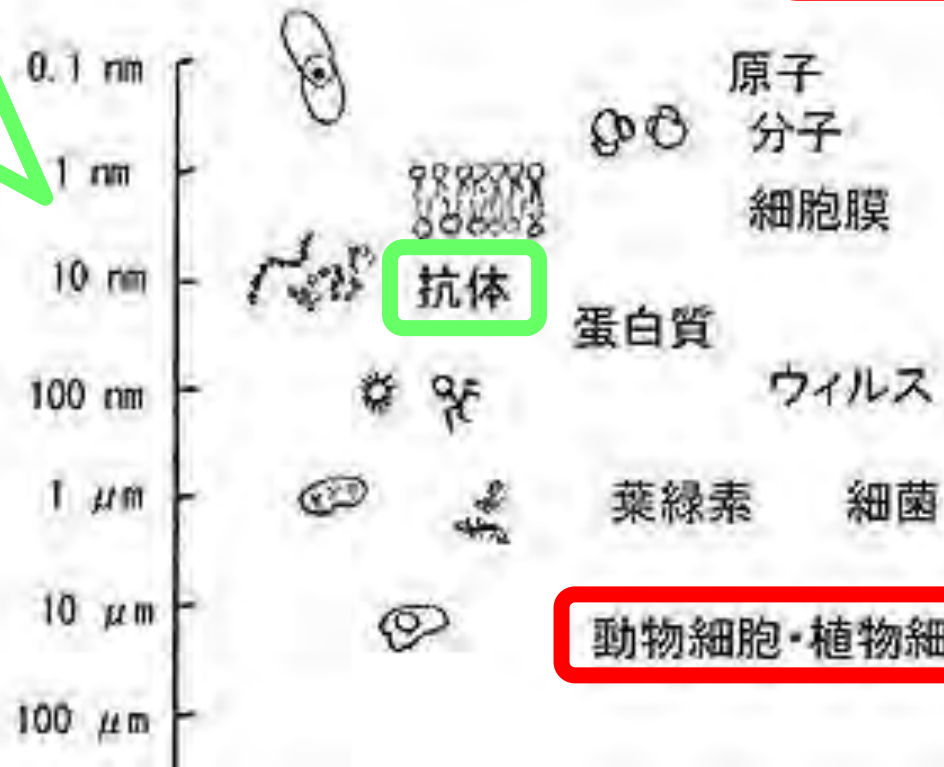 0.1 nm
原子
分子
1 nm
細胞膜
10 nm
抗体
蛋白質
100 nm
ウィルス
1 μm
葉緑素 細菌
10 μm
動物細胞・植物細
100 μm